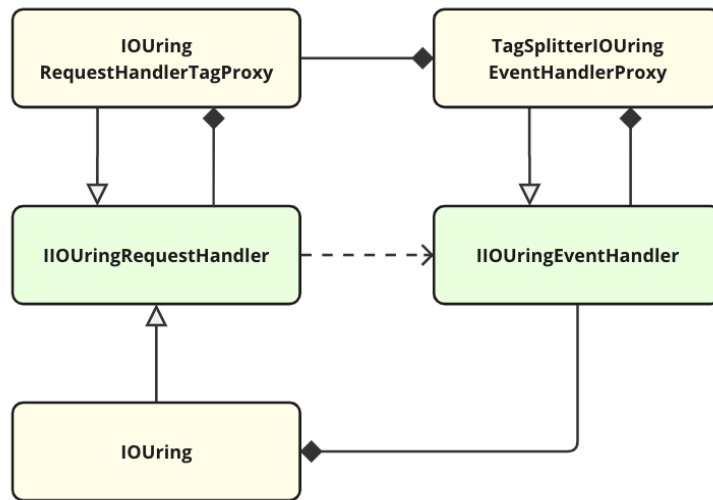 IOUring
RequestHandlerTagProxy
TagSplitterIOUring
EventHandlerProxy
IIOUringRequestHandler
IIOUringEventHandler
IOUring